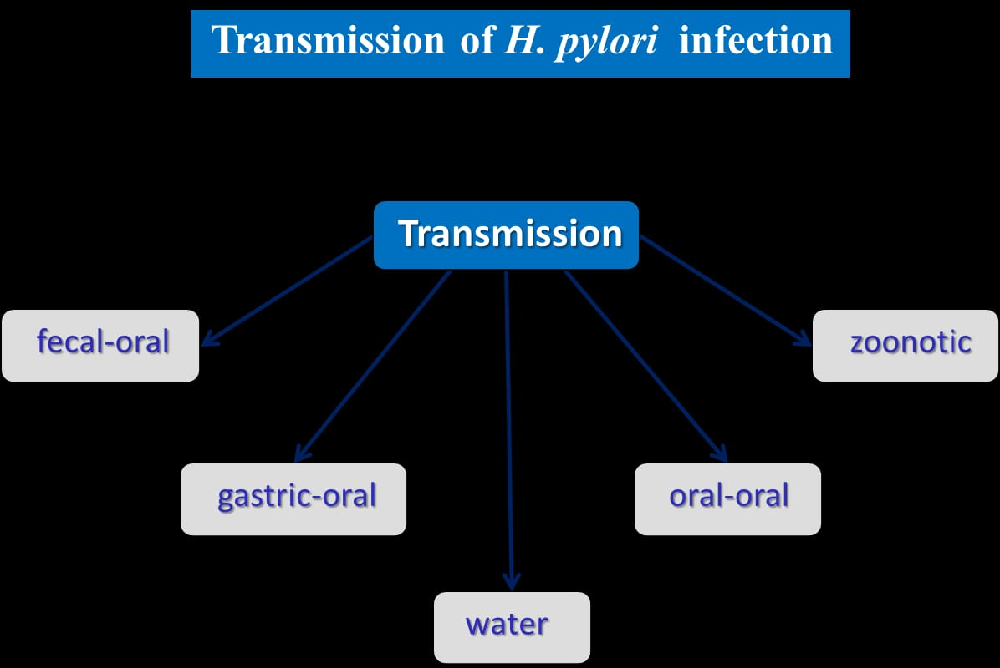 Transmission of H. pylori infection
Transmission
fecal-oral
zoonotic
gastric-oral
oral-oral
water